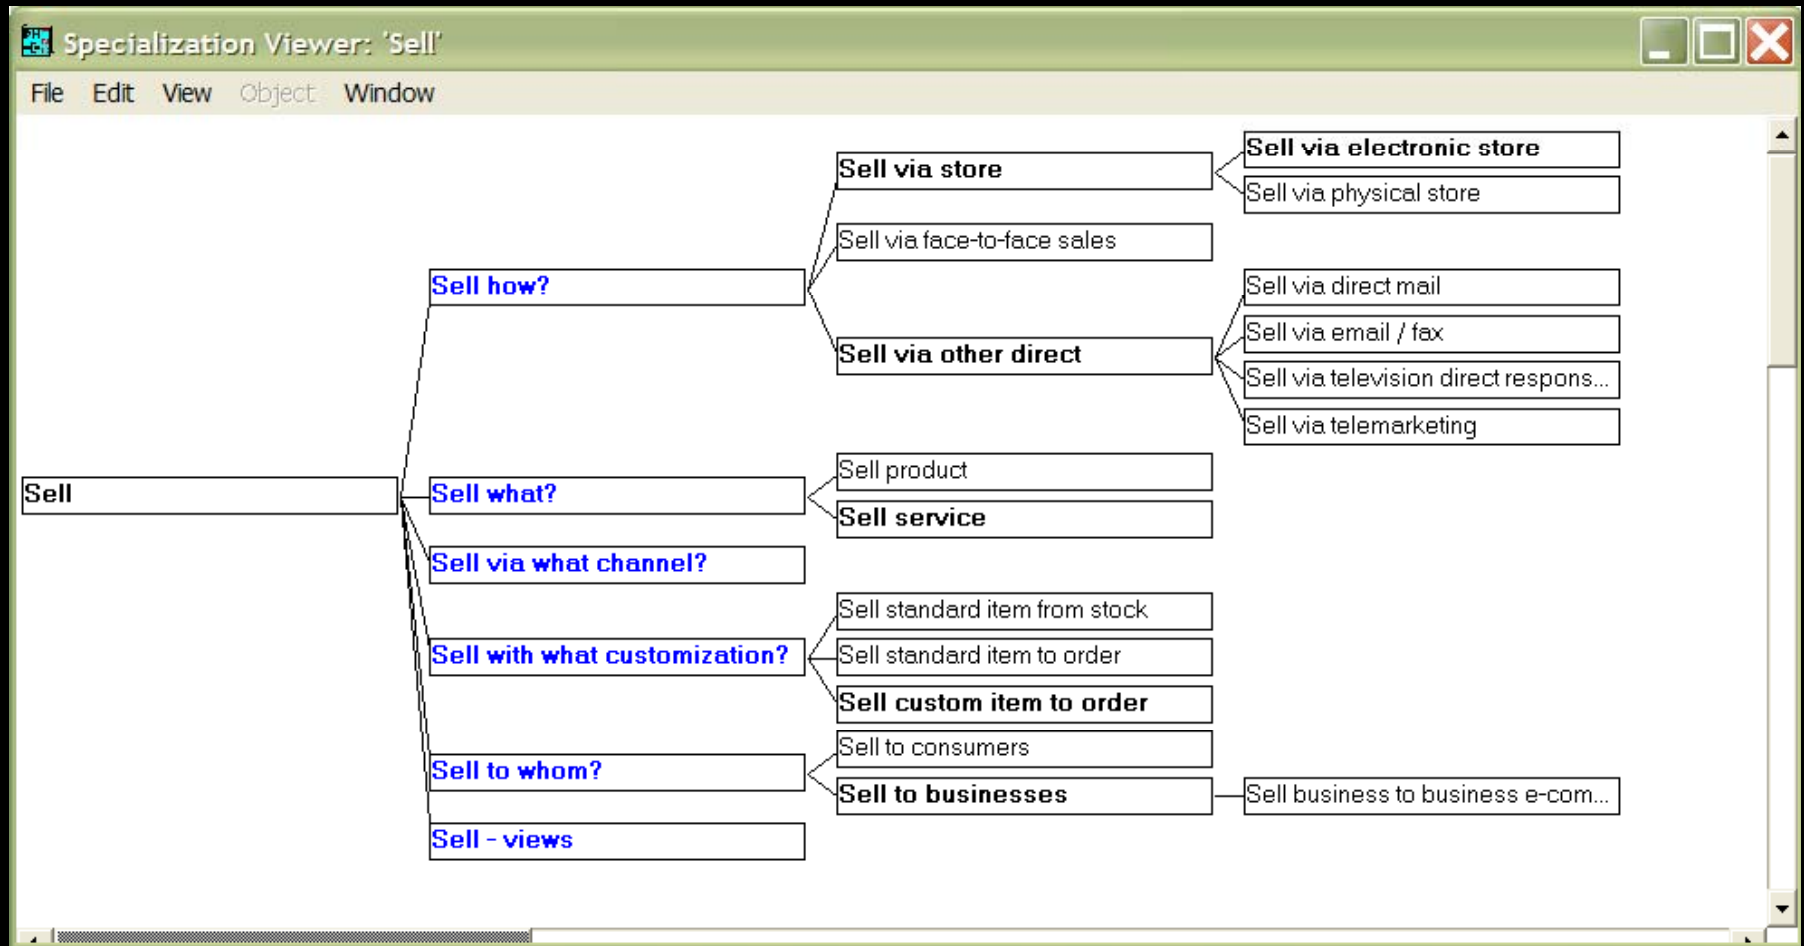 Specialization Viewer: 'Sell'
File Edit View Object Window
Sell
Sell how?
Sell via store
Sell via electronic store
Sell via physical store
Sell via face-to-face sales
Sell via other direct
Sell via direct mail
Sell via email / fax
Sell via television direct respons...
Sell via telemarketing
Sell what?
Sell product
Sell service
Sell via what channel?
Sell with what customization?
Sell standard item from stock
Sell standard item to order
Sell custom item to order
Sell to whom?
Sell to consumers
Sell to businesses
Sell business to business e-com...
Sell - views